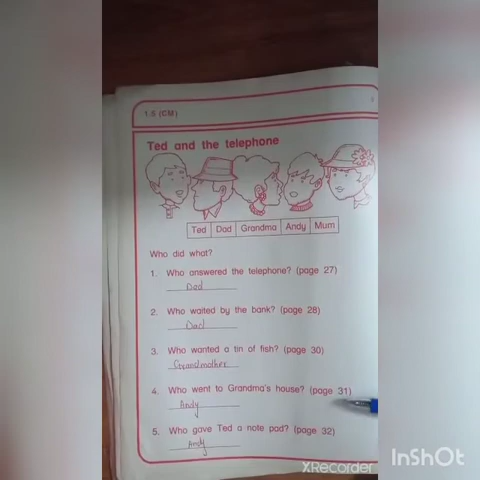 1.5 (CM)
Ted and the telephone
Ted Dad Grandma Andy Mum
Who did what?
1. Who answered the telephone? (page 27)
Dad
2. Who waited by the bank? (page 28)
Dad
3. Who wanted a tin of fish? (page 30)
Grandmother
4. Who went to Grandma's house? (page 31)
Andy
5. Who gave Ted a note pad? (page 32)
Andy
XRecorder
InShOt